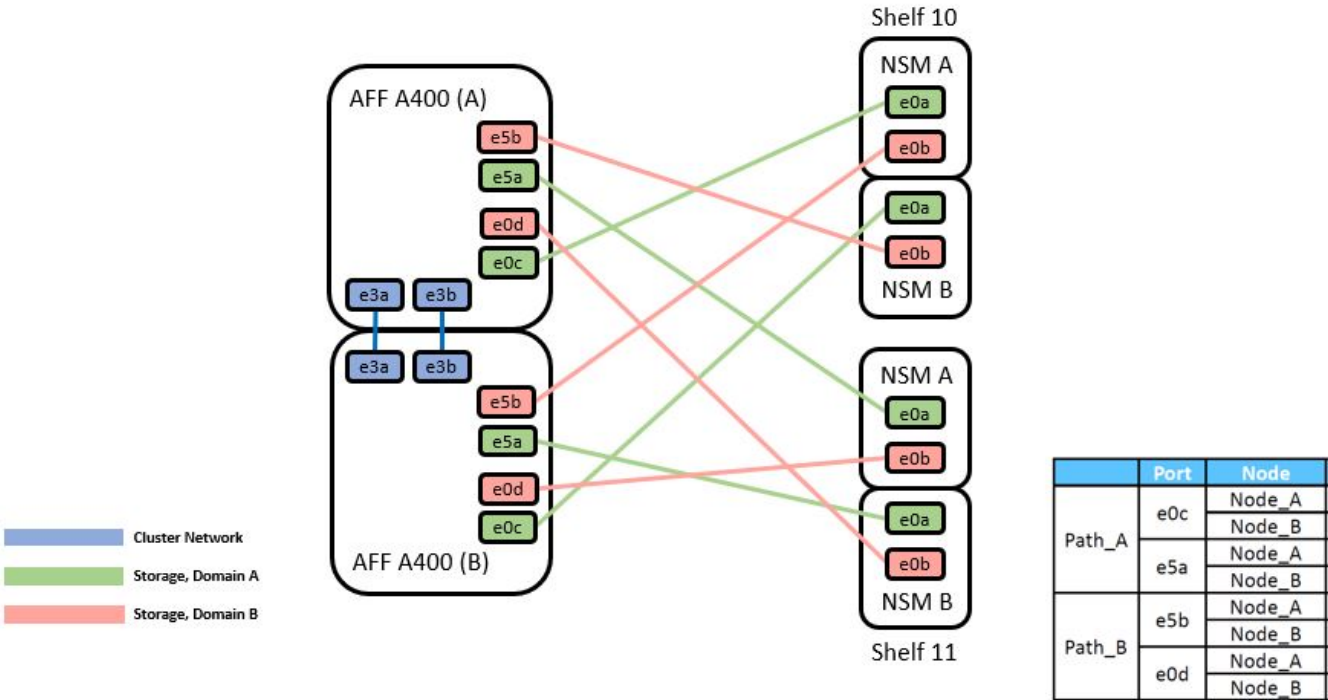 Shelf 10
NSM A
e0a
e0b
e0a
e0b
NSM B
AFF A400 (A)
e5b
e5a
e0d
e0c
e3a e3b
e3a e3b
e5b
e5a
e0d
e0c
AFF A400 (B)
NSM A
e0a
e0b
e0a
e0b
NSM B
Shelf 11
Cluster Network
Storage, Domain A
Storage, Domain B
Port Node
Path_A e0c Node_A
Node_B
e5a Node_A
Node_B
Path_B e5b Node_A
Node_B
e0d Node_A
Node_B